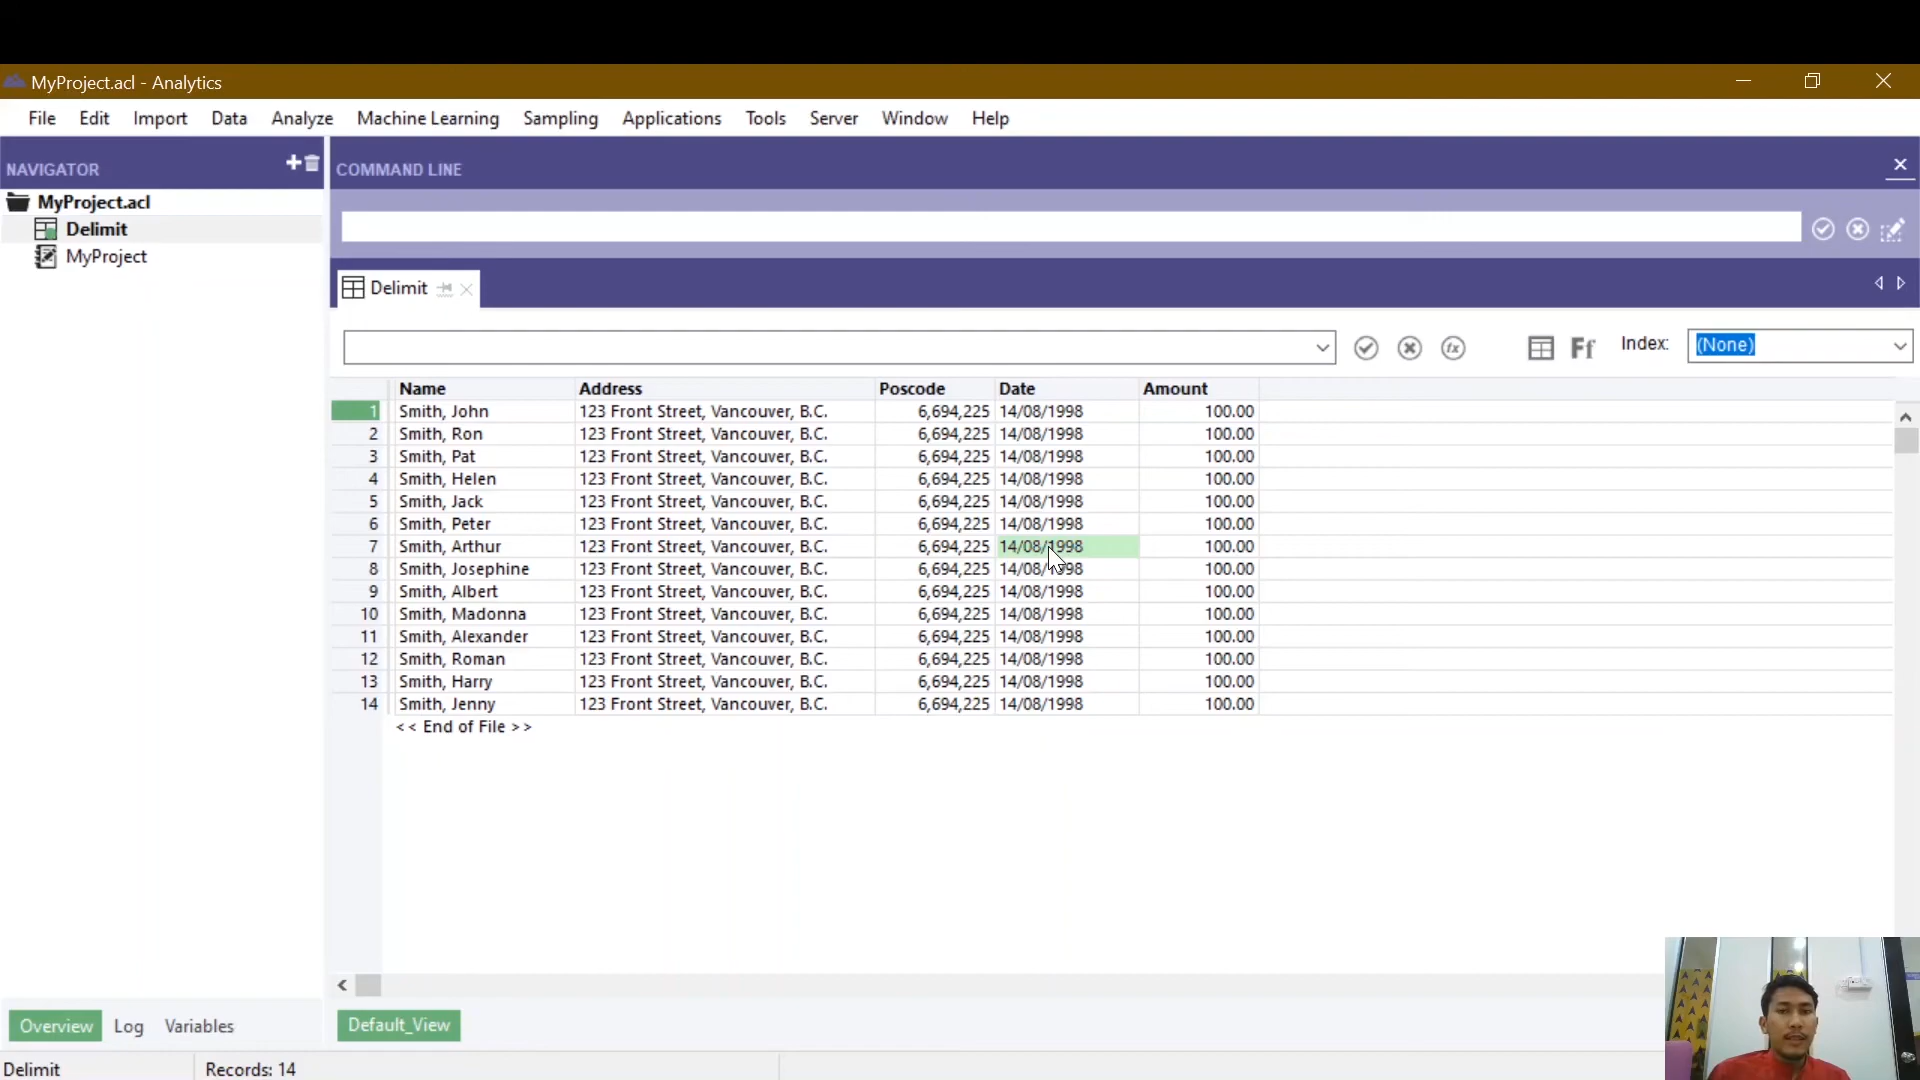 MyProject.acl - Analytics
File Edit Import Data Analyze Machine Learning Sampling Applications Tools Server Window Help
NAVIGATOR
COMMAND LINE
MyProject.acl
Delimit
MyProject
Delimit
fx
Ff
Index: (None)
Name Address Poscode Date Amount
1 Smith, John 123 Front Street, Vancouver, B.C. 6,694,225 14/08/1998 100.00
2 Smith, Ron 123 Front Street, Vancouver, B.C. 6,694,225 14/08/1998 100.00
3 Smith, Pat 123 Front Street, Vancouver, B.C. 6,694,225 14/08/1998 100.00
4 Smith, Helen 123 Front Street, Vancouver, B.C. 6,694,225 14/08/1998 100.00
5 Smith, Jack 123 Front Street, Vancouver, B.C. 6,694,225 14/08/1998 100.00
6 Smith, Peter 123 Front Street, Vancouver, B.C. 6,694,225 14/08/1998 100.00
7 Smith, Arthur 123 Front Street, Vancouver, B.C. 6,694,225 14/08/1998 100.00
8 Smith, Josephine 123 Front Street, Vancouver, B.C. 6,694,225 14/08/1998 100.00
9 Smith, Albert 123 Front Street, Vancouver, B.C. 6,694,225 14/08/1998 100.00
10 Smith, Madonna 123 Front Street, Vancouver, B.C. 6,694,225 14/08/1998 100.00
11 Smith, Alexander 123 Front Street, Vancouver, B.C. 6,694,225 14/08/1998 100.00
12 Smith, Roman 123 Front Street, Vancouver, B.C. 6,694,225 14/08/1998 100.00
13 Smith, Harry 123 Front Street, Vancouver, B.C. 6,694,225 14/08/1998 100.00
14 Smith, Jenny 123 Front Street, Vancouver, B.C. 6,694,225 14/08/1998 100.00
<< End of File >>
Overview Log Variables
Default_View
Delimit Records: 14